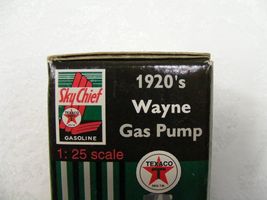 1920's
Wayne
Gas Pump
Sky Chief
GASOLINE
1:25 scale
TEXACO
T